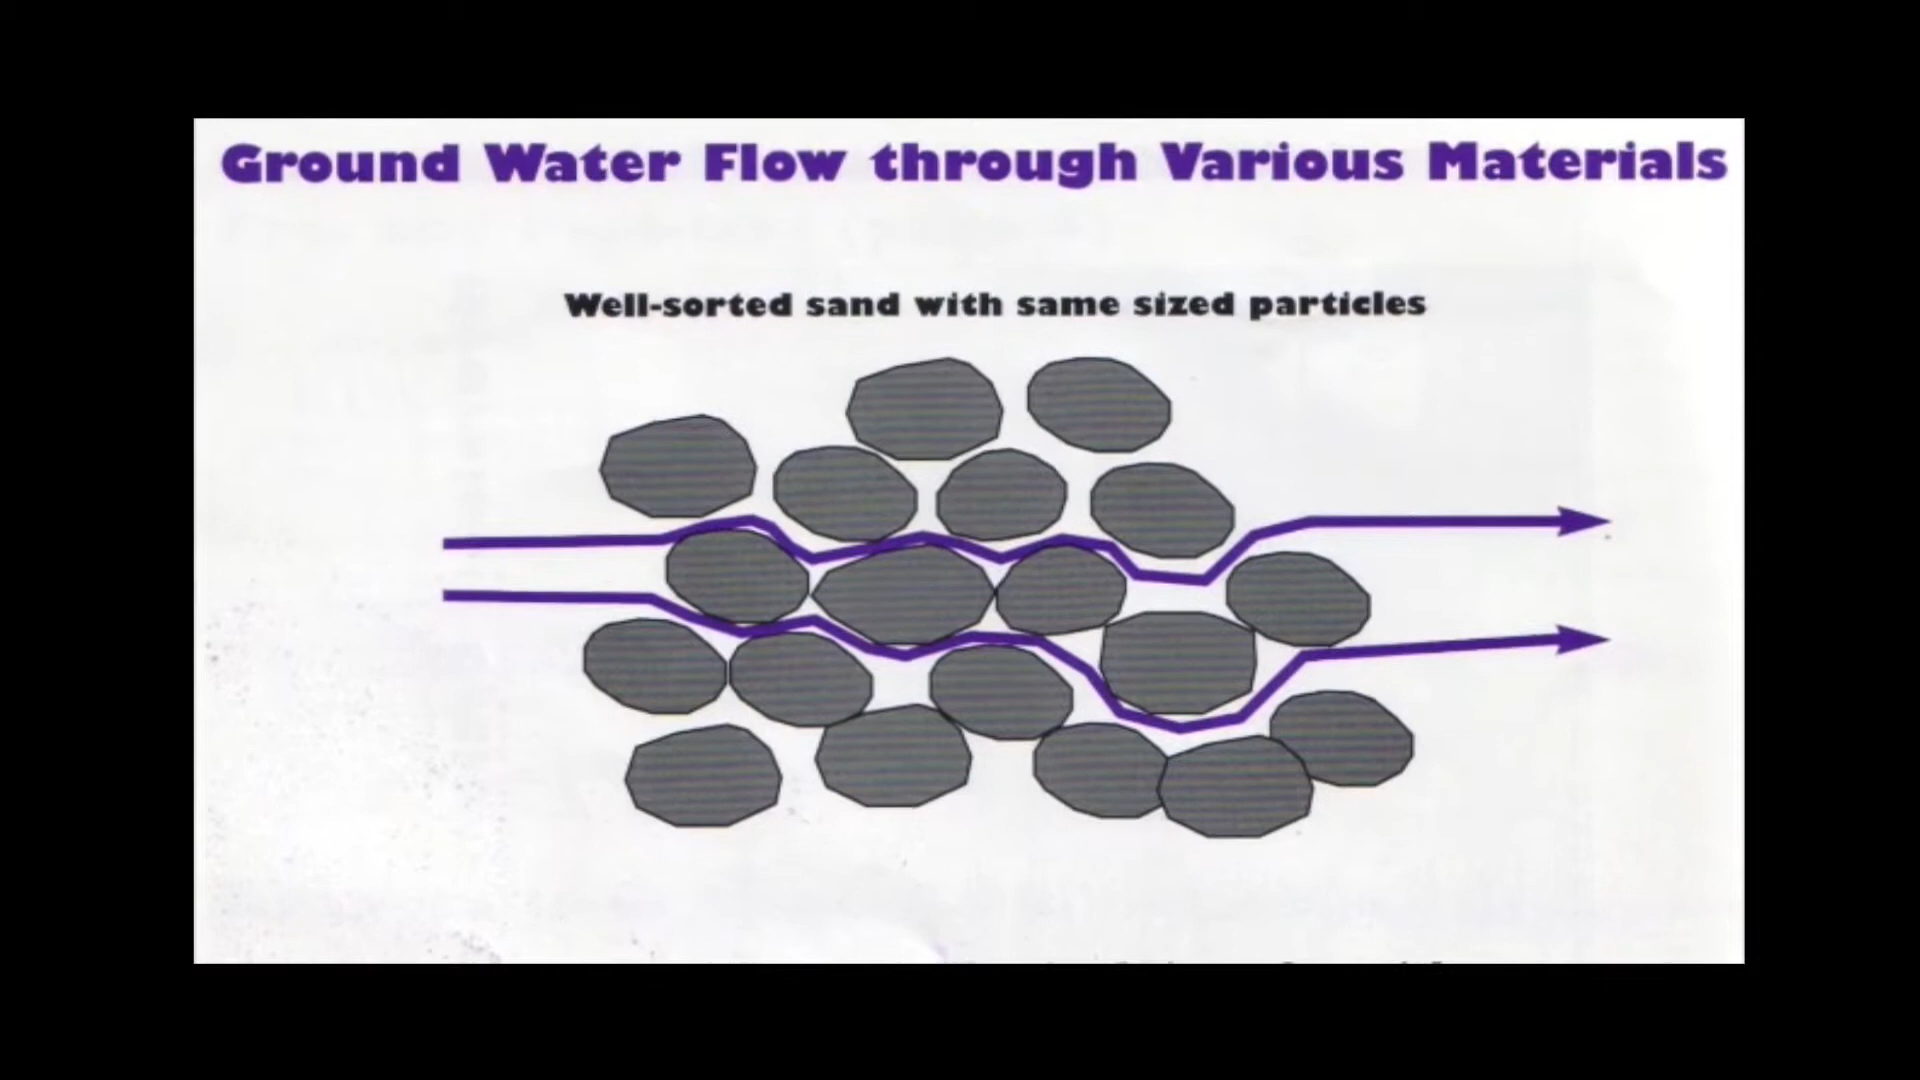 Ground Water Flow through Various Materials
Well-sorted sand with same sized particles